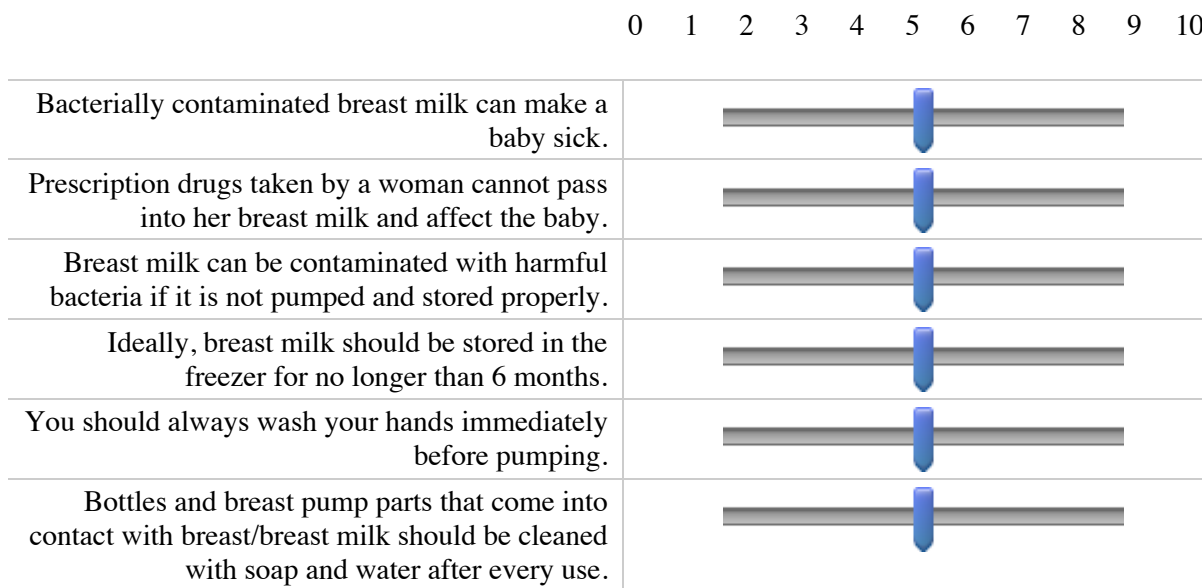 0 1 2 3 4 5 6 7 8 9 10
Bacterially contaminated breast milk can make a
baby sick.
Prescription drugs taken by a woman cannot pass
into her breast milk and affect the baby.
Breast milk can be contaminated with harmful
bacteria if it is not pumped and stored properly.
Ideally, breast milk should be stored in the
freezer for no longer than 6 months.
You should always wash your hands immediately
before pumping.
Bottles and breast pump parts that come into
contact with breast/breast milk should be cleaned
with soap and water after every use.